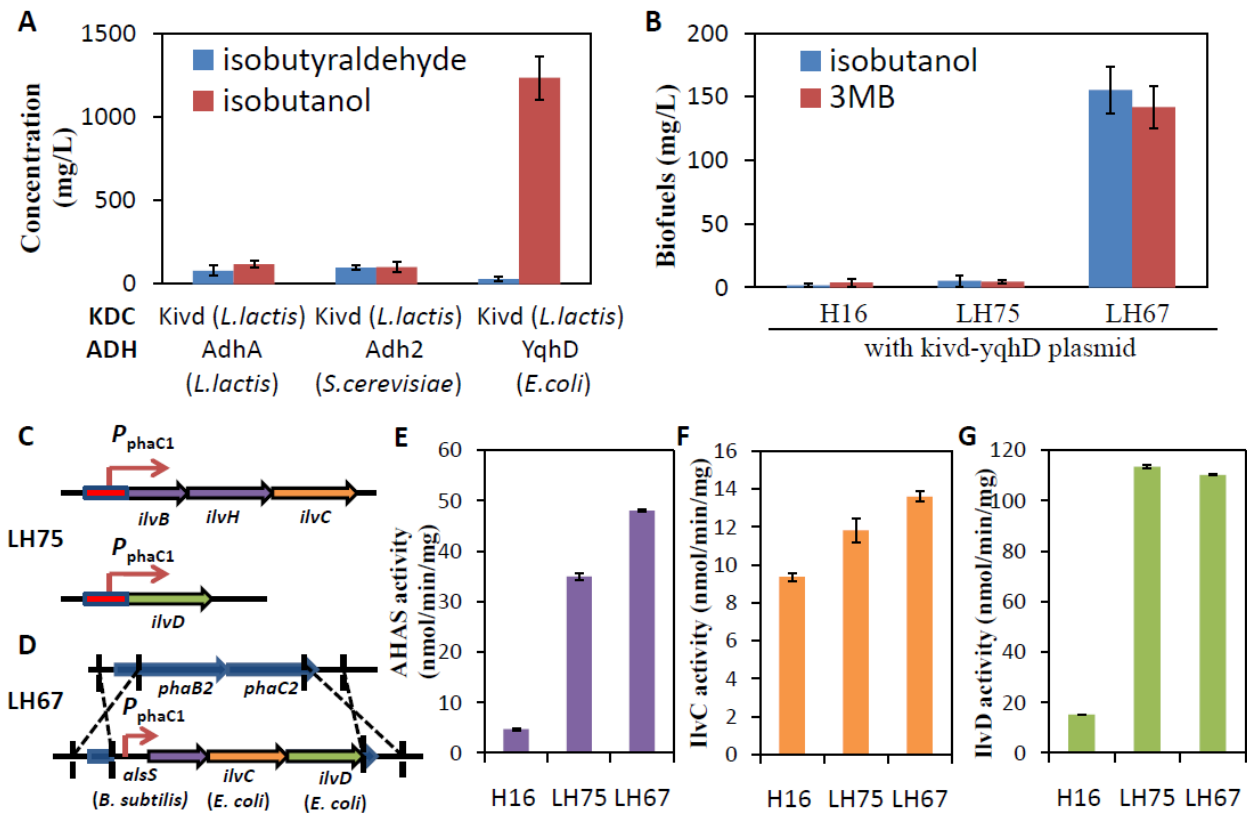 A
1500
1000
500
0
Concentration
(mg/L)
isobutyraldehyde
isobutanol
KDC Kivd (L.lactis) Kivd (L.lactis) Kivd (L.lactis)
ADH AdhA Adh2 YqhD
(L.lactis) (S.cerevisiae) (E.coli)
B
200
150
100
50
0
Biofuels (mg/L)
isobutanol
3MB
H16 LH75 LH67
with kivd-yqhD plasmid
C
LH75
PphaC1
ilvB ilvH ilvC
PphaC1
ilvD
D
LH67
phaB2 phaC2
PphaC1
alsS ilvC ilvD
(B. subtilis) (E. coli) (E. coli)
E
60
50
40
30
20
10
0
AHAS activity
(nmol/min/mg)
H16 LH75 LH67
F
16
14
12
10
8
6
4
2
0
IlvC activity (nmol/min/mg)
H16 LH75 LH67
G
120
100
80
60
40
20
0
IlvD activity (nmol/min/mg)
H16 LH75 LH67